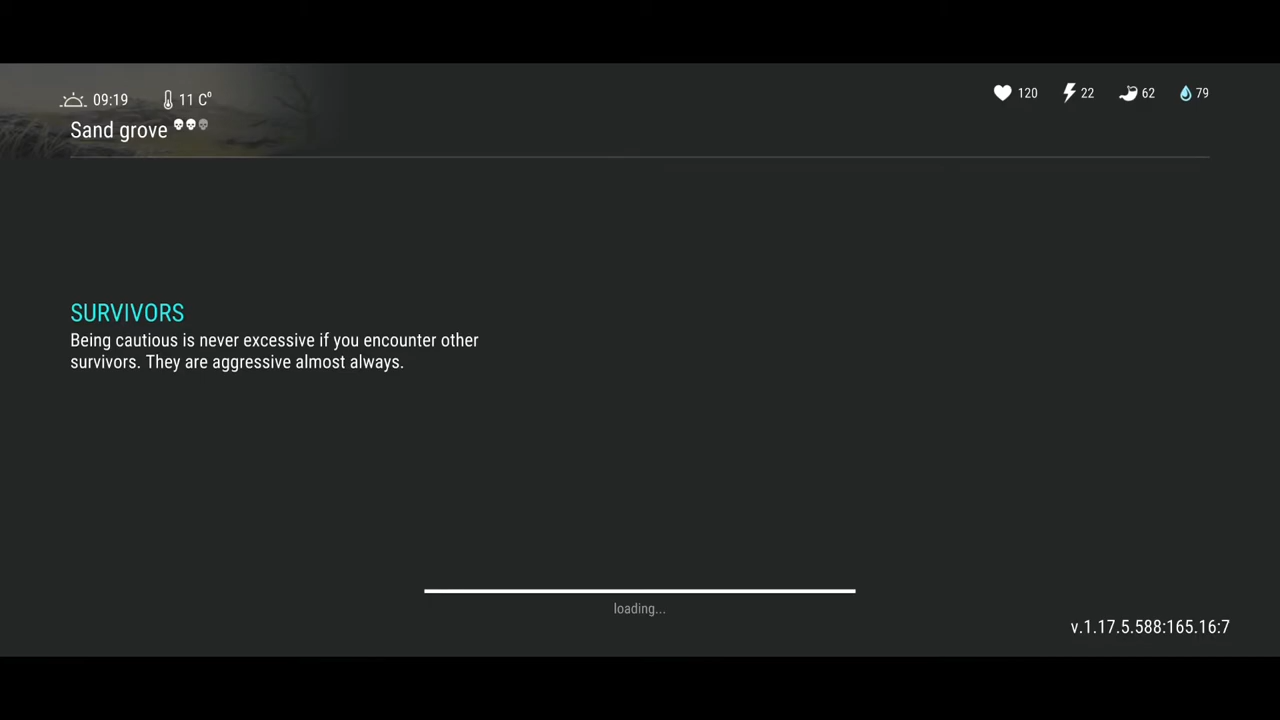 09:19 11 C⁰
120 22 62 79
Sand grove
SURVIVORS
Being cautious is never excessive if you encounter other
survivors. They are aggressive almost always.
loading...
v.1.17.5.588:165.16:7